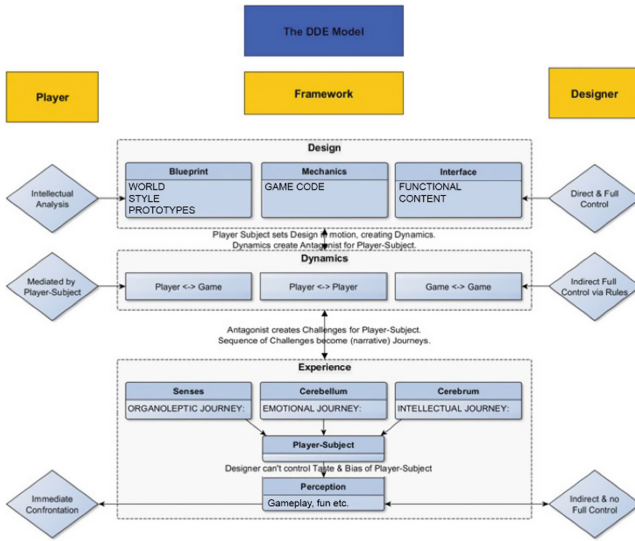 The DDE Model
Player
Framework
Designer
Design
Intellectual
Analysis
Blueprint
WORLD
STYLE
PROTOTYPES
Mechanics
GAME CODE
Interface
FUNCTIONAL
CONTENT
Direct & Full
Control
Player Subject sets Design in motion, creating Dynamics.
Dynamics create Antagonist for Player-Subject.
Dynamics
Mediated by
Player-Subject
Player <-> Game
Player <-> Player
Game <-> Game
Indirect Full
Control via Rules
Antagonist creates Challenges for Player-Subject.
Sequence of Challenges become (narrative) Journeys.
Experience
Senses
ORGANOLEPTIC JOURNEY:
Cerebellum
EMOTIONAL JOURNEY:
Cerebrum
INTELLECTUAL JOURNEY:
Player-Subject
Designer can't control Taste & Bias of Player-Subject
Immediate
Confrontation
Perception
Gameplay, fun etc.
Indirect & no
Full Control